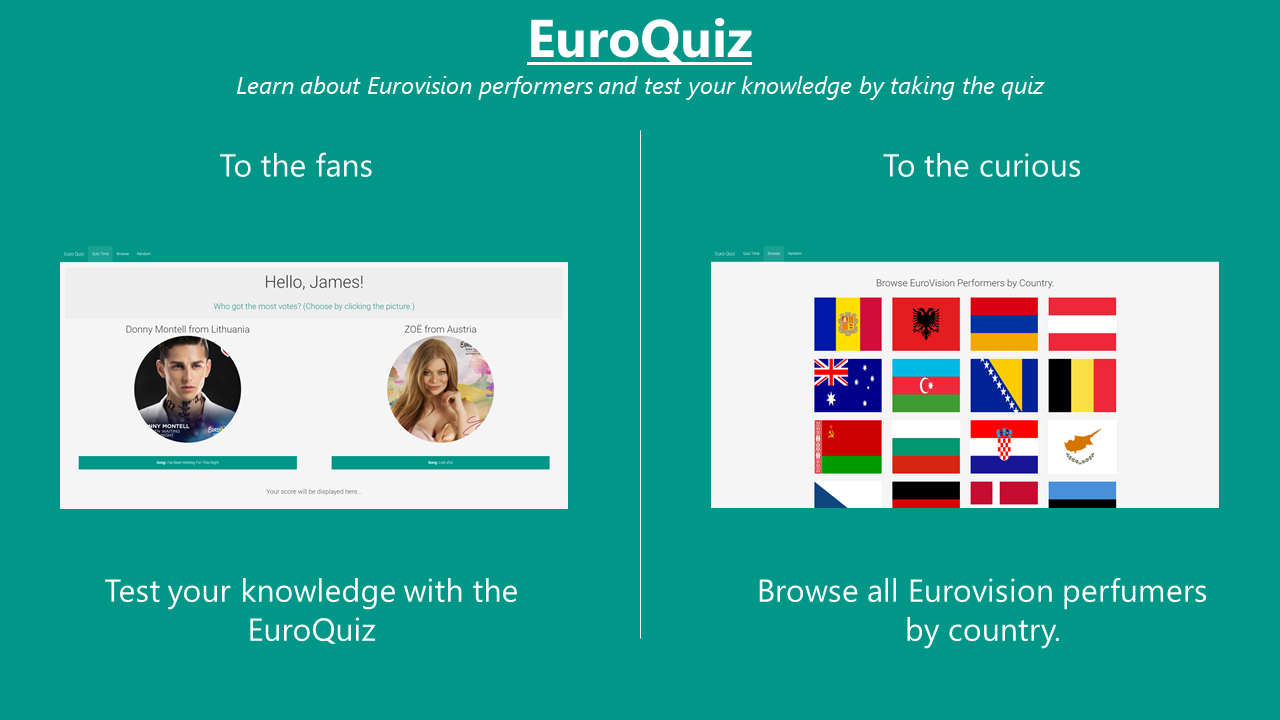 EuroQuiz
Learn about Eurovision performers and test your knowledge by taking the quiz
To the fans
Euro Quiz Quiz Time Browse Random
Hello, James!
Who got the most votes? (Choose by clicking the picture.)
Donny Montell from Lithuania
ZOË from Austria
NNY MONTELL
WAITING
NIGHT
Song: I've Been Waiting For This Night
Song: Loin d'ici
Your score will be displayed here...
Test your knowledge with the
EuroQuiz
To the curious
Euro Quiz Quiz Time Browse Random
Browse EuroVision Performers by Country.
Browse all Eurovision perfumers
by country.